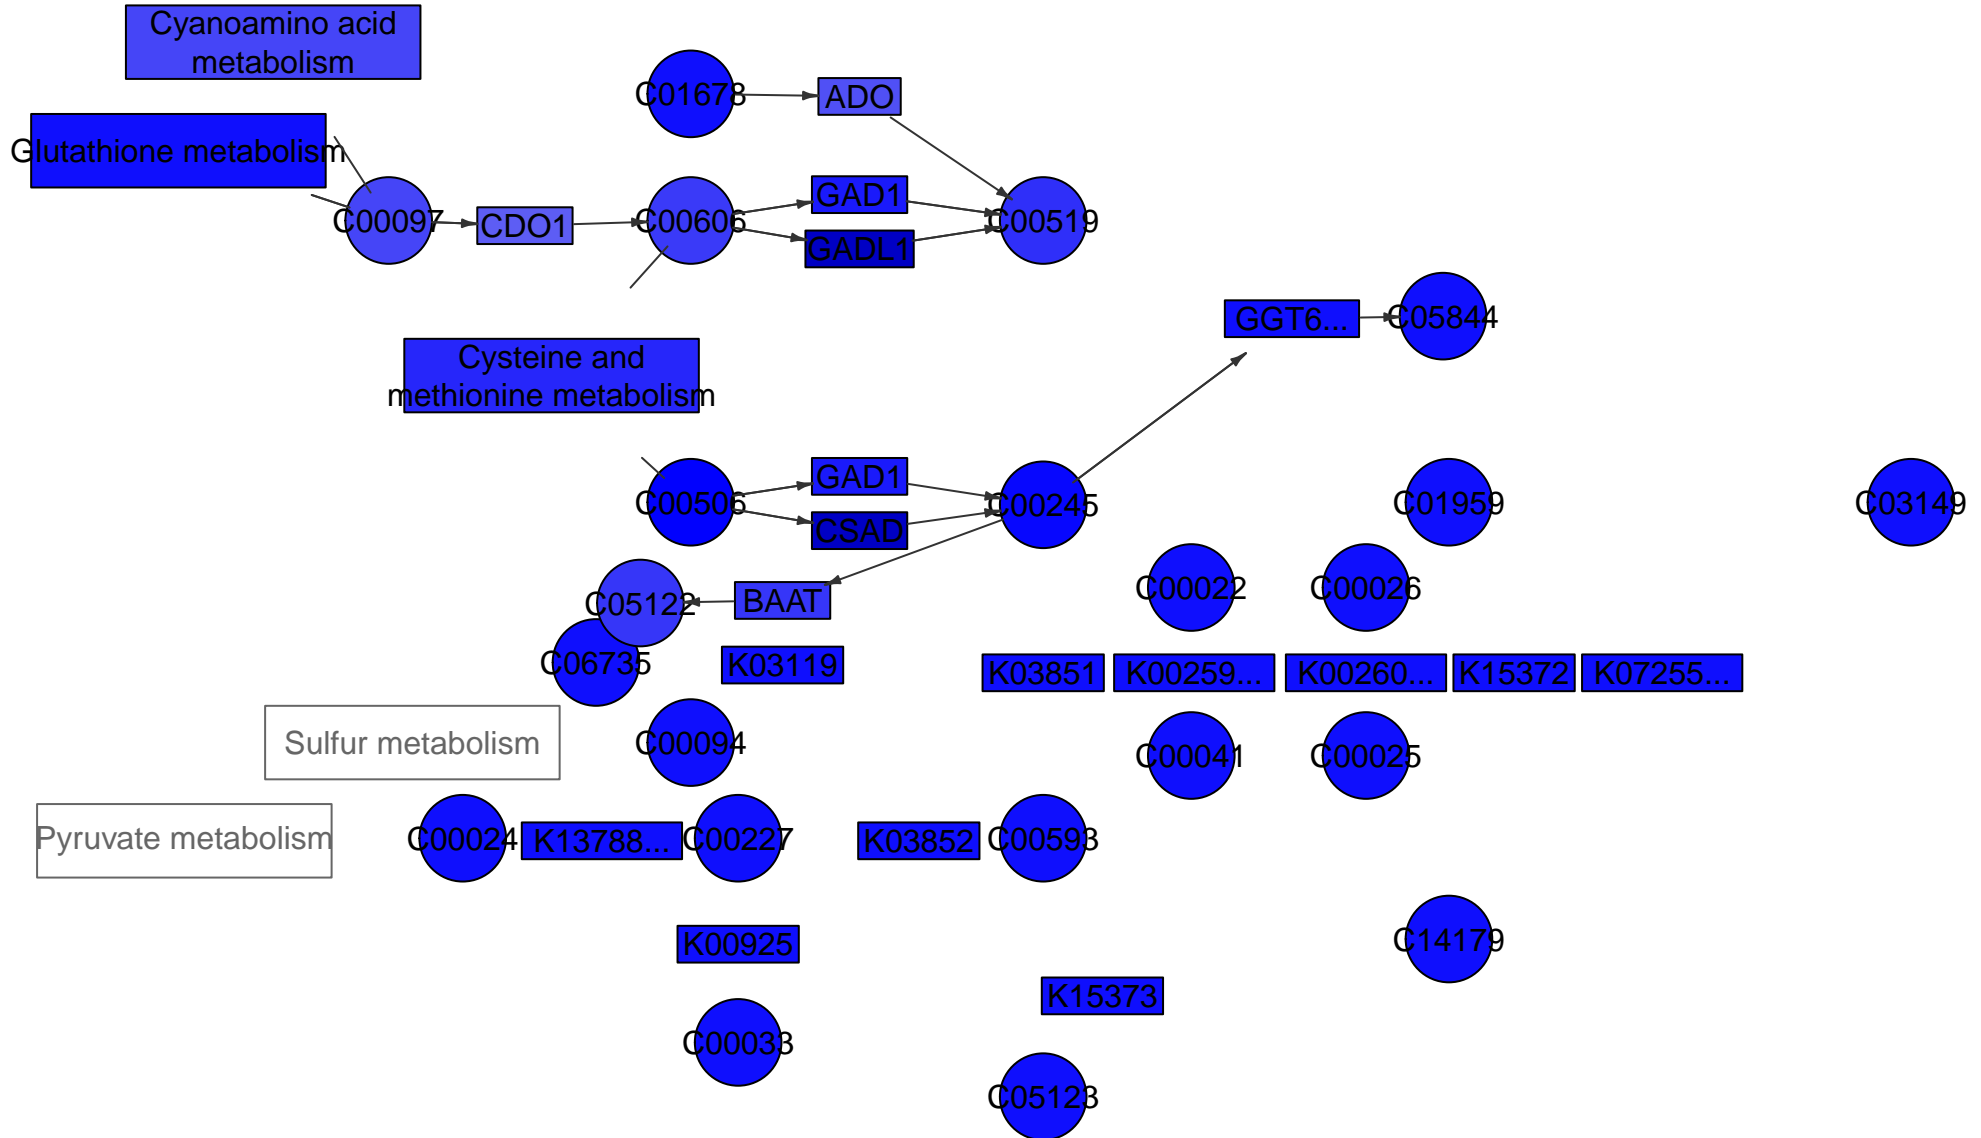 Cyanoamino acid
metabolism
C01678
ADO
Glutathione metabolism
C00097
CDO1
C00606
GAD1
GADL1
C00519
GGT6...
C05844
Cysteine and
methionine metabolism
C00506
GAD1
CSAD
C00245
C01959
C03149
C05122
BAAT
C00022
C00026
C06735
K03119
K03851
K00259...
K00260...
K15372
K07255...
Sulfur metabolism
C00094
C00041
C00025
Pyruvate metabolism
C00024
K13788...
C00227
K03852
C00593
K00925
C14179
K15373
C00033
C05123